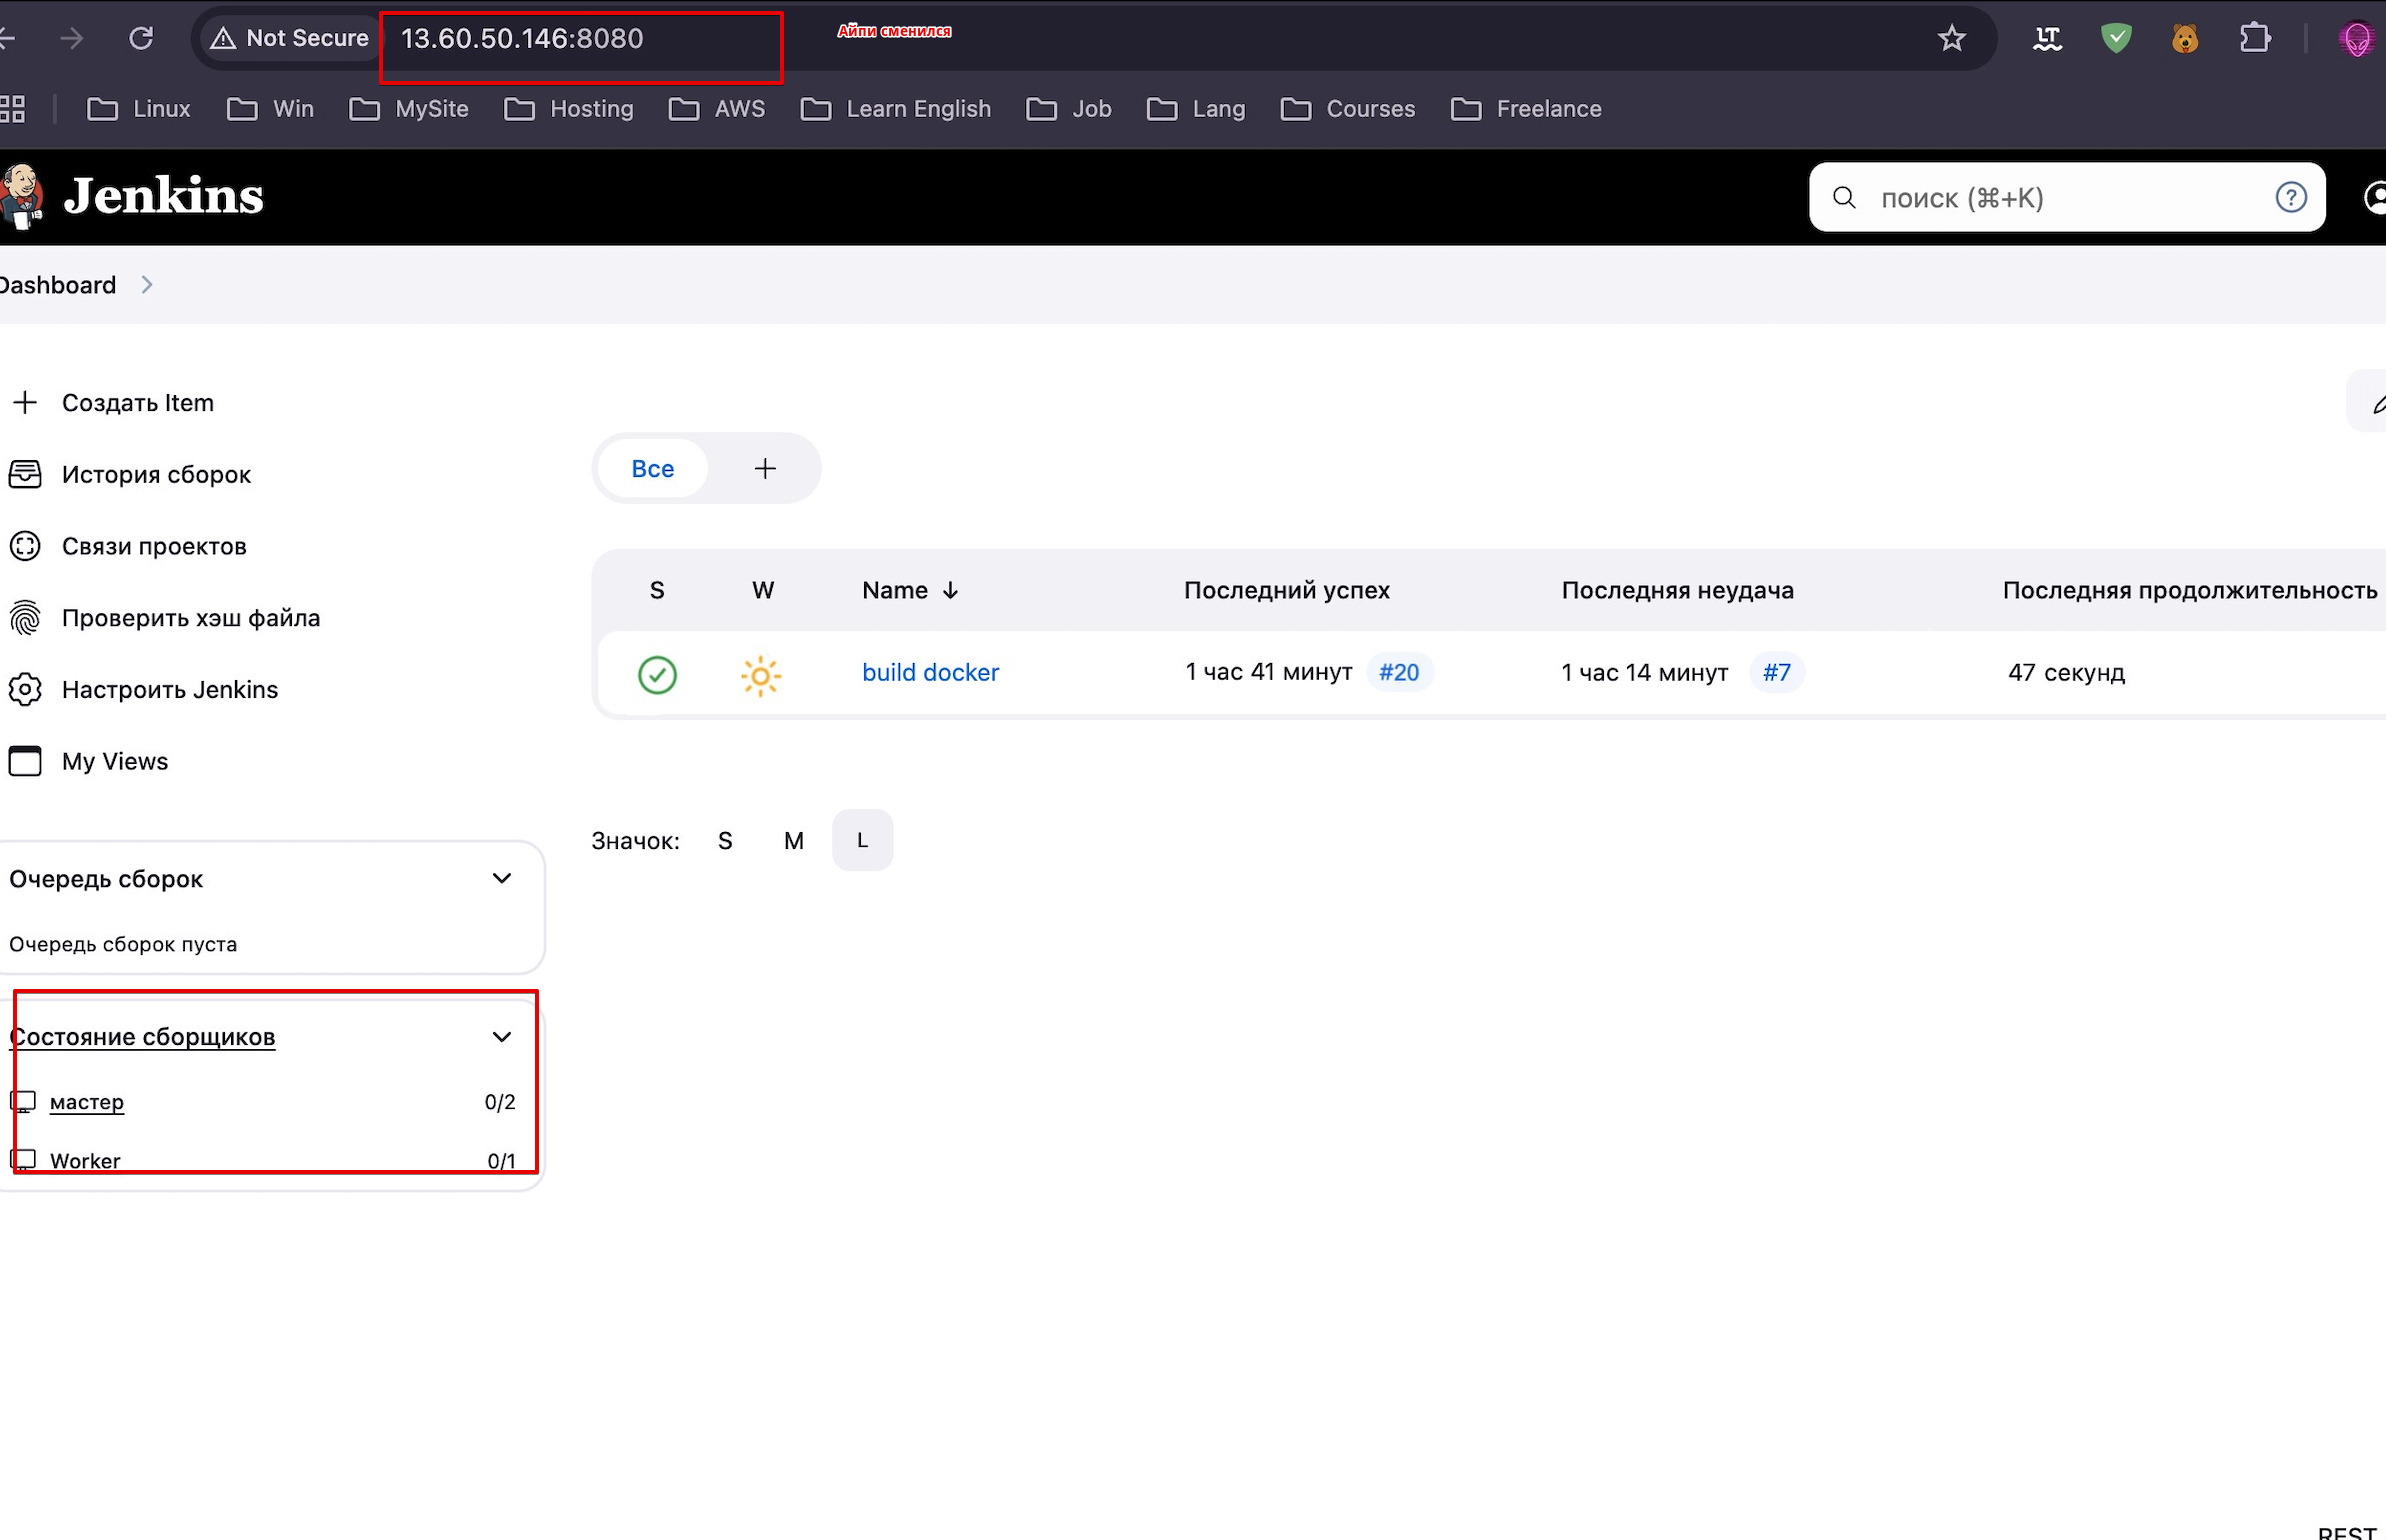 Not Secure 13.60.50.146:8080 Айпи сменился
Linux Win MySite Hosting AWS Learn English Job Lang Courses Freelance
Jenkins поиск (⌘+K) ?
Dashboard
Создать Item
История сборок
Связи проектов
Проверить хэш файла
Настроить Jenkins
My Views
Все +
S W Name ↓ Последний успех Последняя неудача Последняя продолжительность
build docker 1 час 41 минут #20 1 час 14 минут #7 47 секунд
Значок: S M L
Очередь сборок
Очередь сборок пуста
Состояние сборщиков
мастер 0/2
Worker 0/1
REST